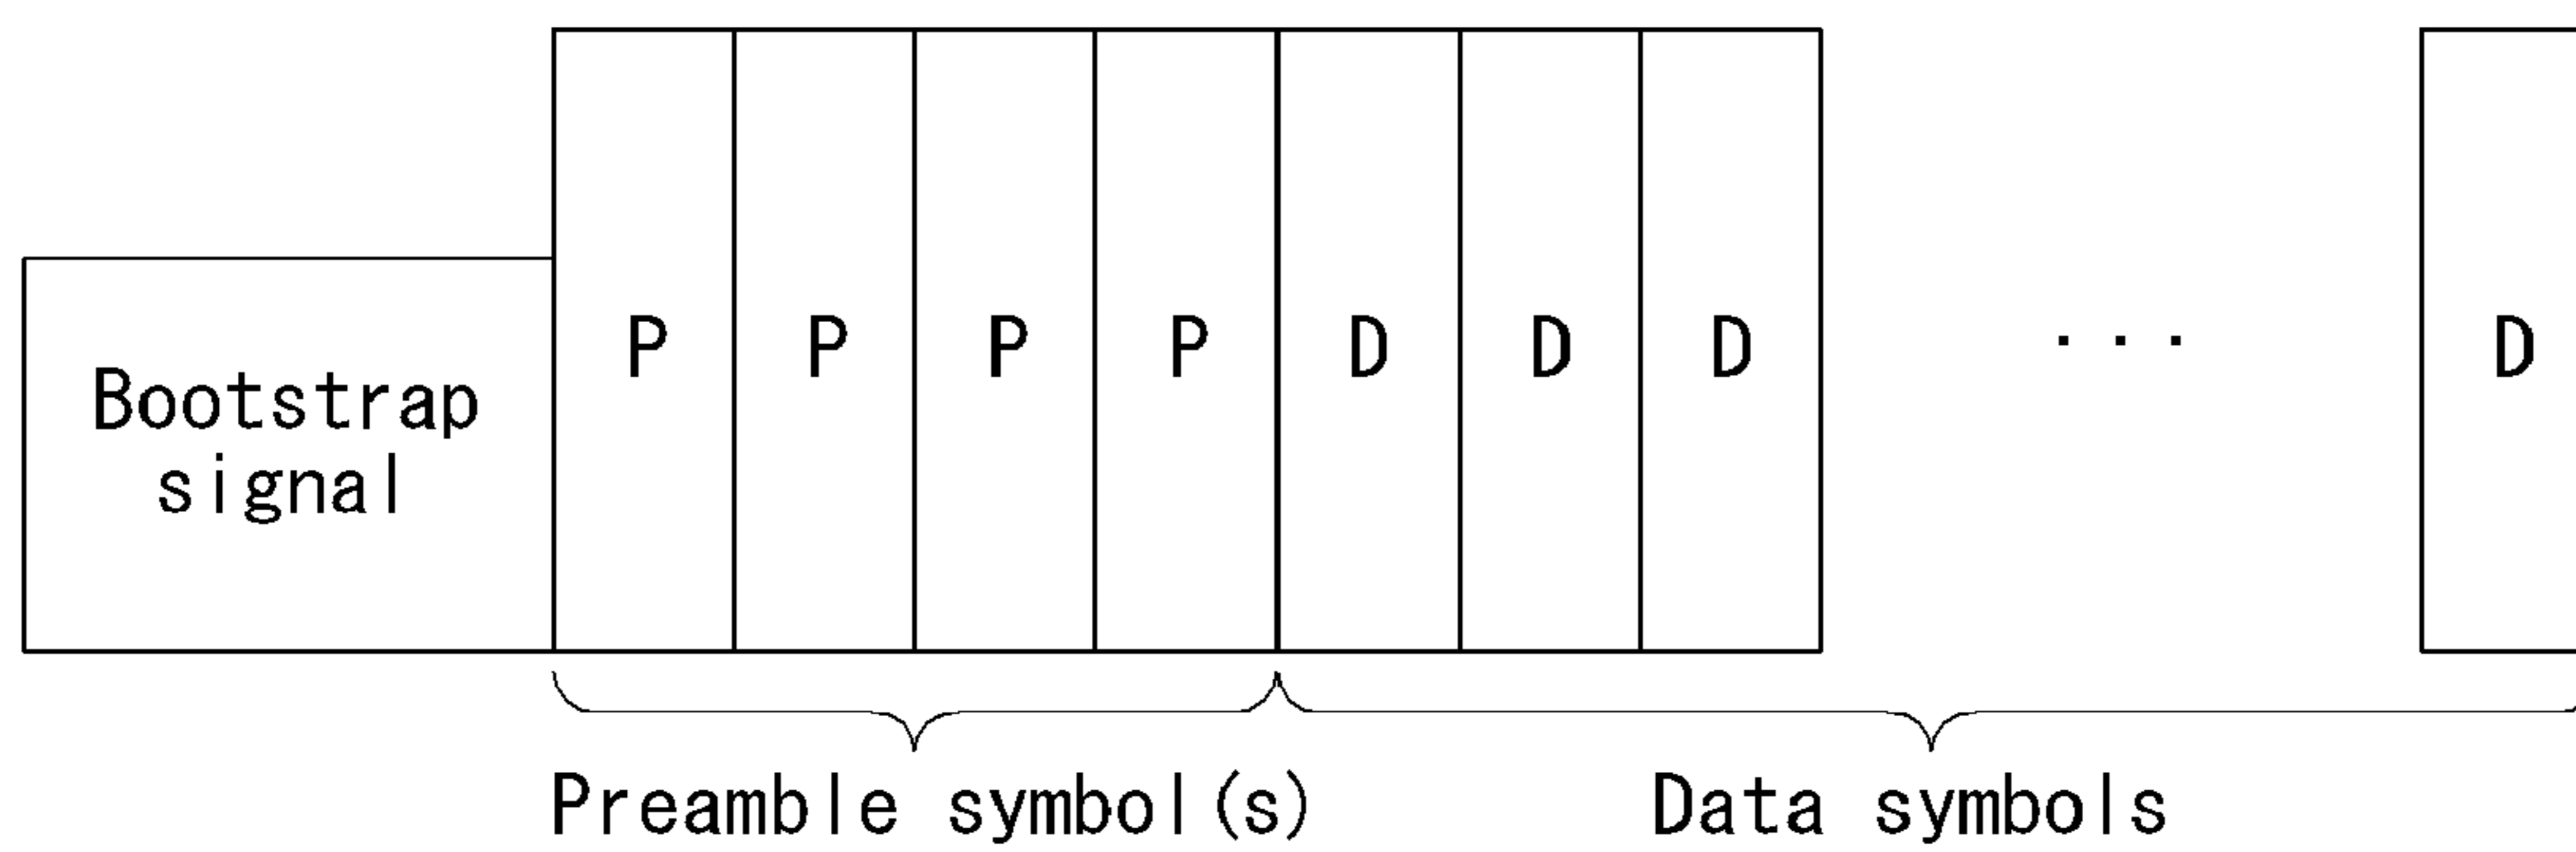 P P P P D D D ... D
Bootstrap
signal
Preamble symbol(s) Data symbols